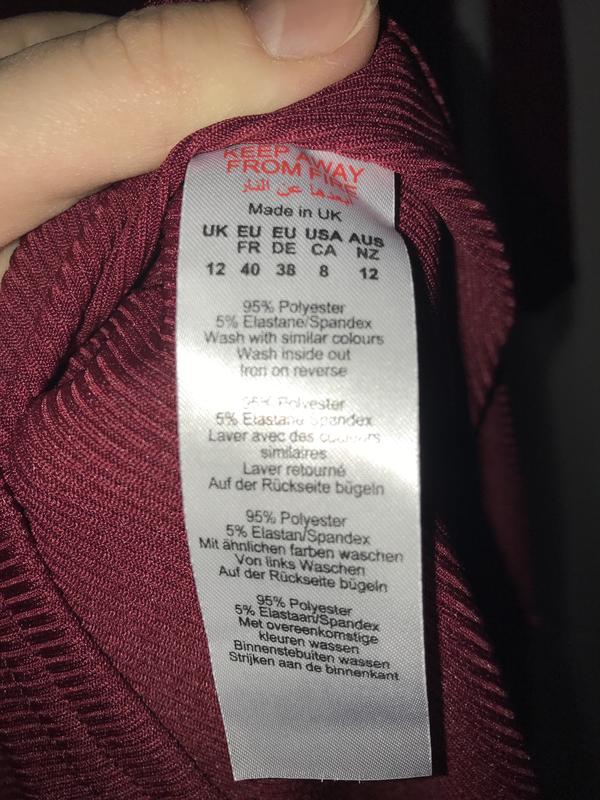 KEEP AWAY
FROM FIRE
أبعدها عن النار
Made in UK
UK EU EU USA AUS
FR DE CA NZ
12 40 38 8 12
95% Polyester
5% Elastane/Spandex
Wash with similar colours
Wash inside out
Iron on reverse
95% Polyester
5% Elastane/Spandex
Laver avec des couleurs
similaires
Laver retourné
Auf der Rückseite bügeln
95% Polyester
5% Elastan/Spandex
Mit ähnlichen farben waschen
Von links Waschen
Auf der Rückseite bügeln
95% Polyester
5% Elastaan/Spandex
Met overeenkomstige
kleuren wassen
Binnenstebuiten wassen
Strijken aan de binnenkant